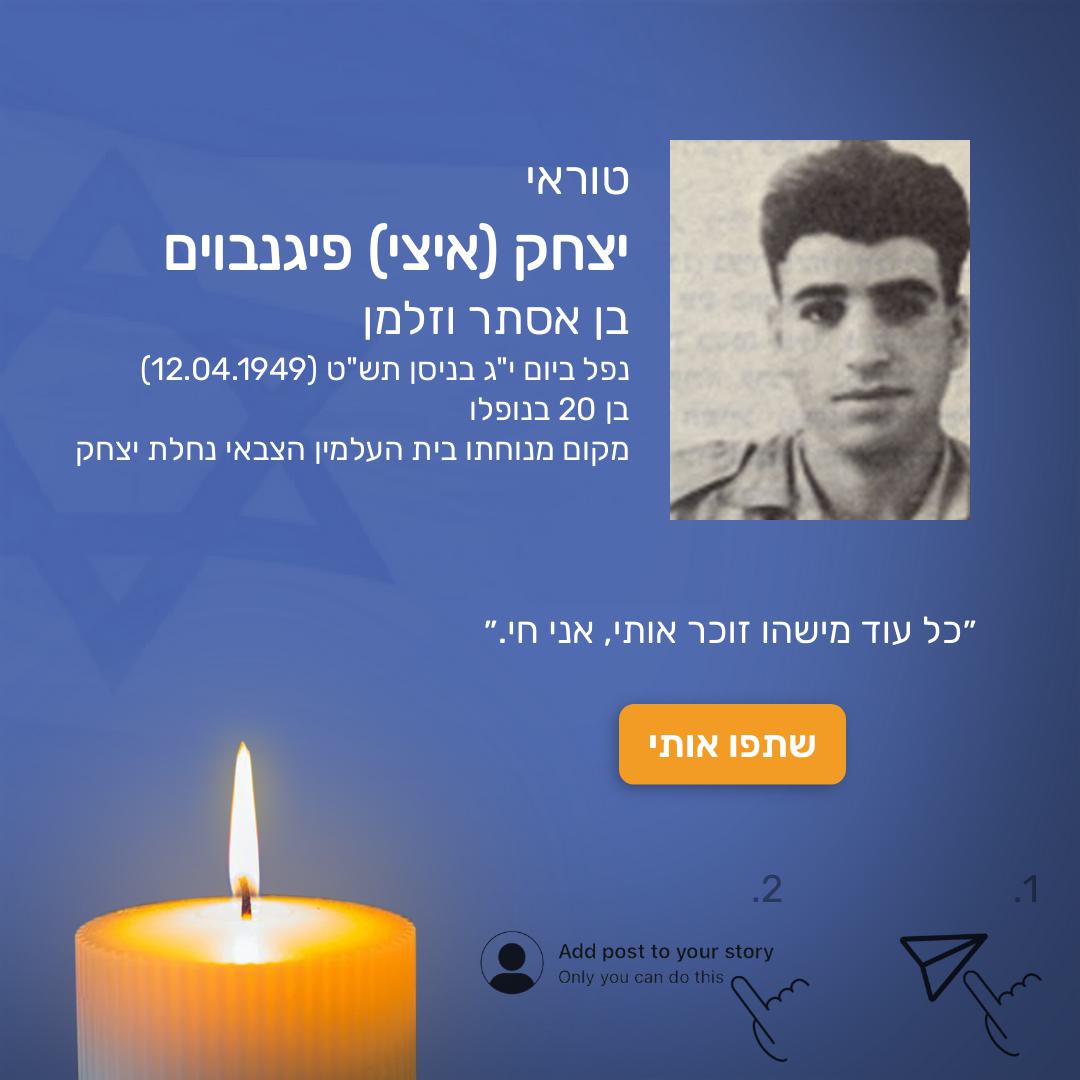 טוראי
יצחק (איצי) פיגנבוים
בן אסתר וזלמן
נפל ביום י"ג בניסן תש"ט (12.04.1949)
בן 20 בנופלו
מקום מנוחתו בית העלמין הצבאי נחלת יצחק
״כל עוד מישהו זוכר אותי, אני חי.״
שתפו אותי
1.
2.
Add post to your story
Only you can do this